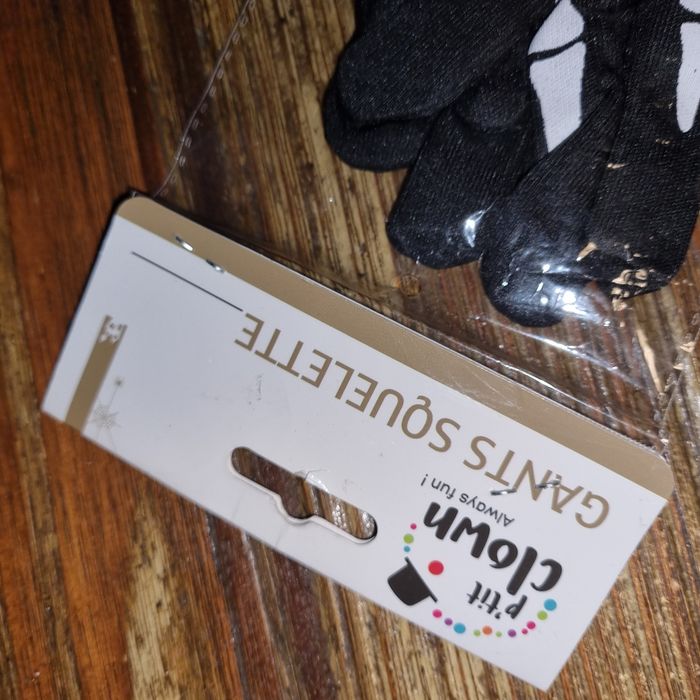 p'tit
clown
Always fun !
GANTS SQUELETTE